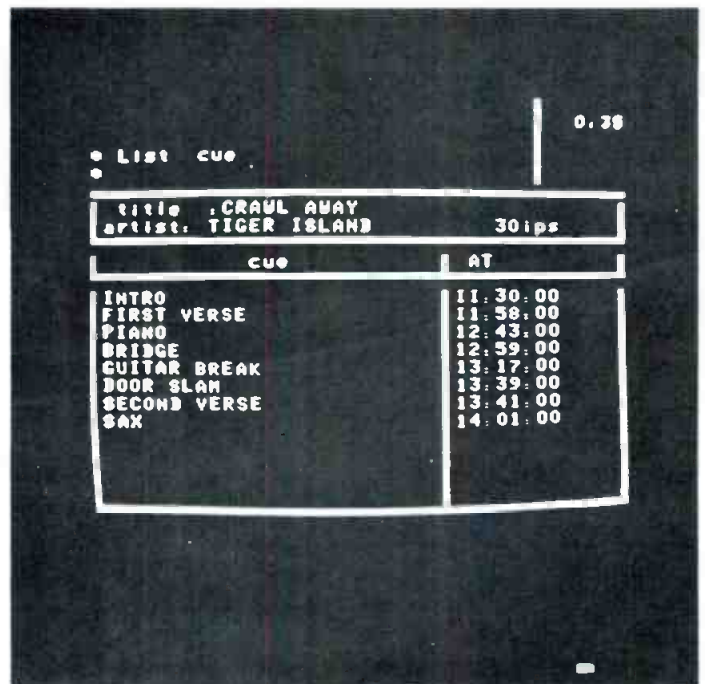 0.38
• List cue
•
title :CRAWL AWAY
artist: TIGER ISLAND 30ips
cue AT
INTRO 11:30:00
FIRST VERSE 11:58:00
PIANO 12:43:00
BRIDGE 12:59:00
GUITAR BREAK 13:17:00
DOOR SLAM 13:39:00
SECOND VERSE 13:41:00
SAX 14:01:00